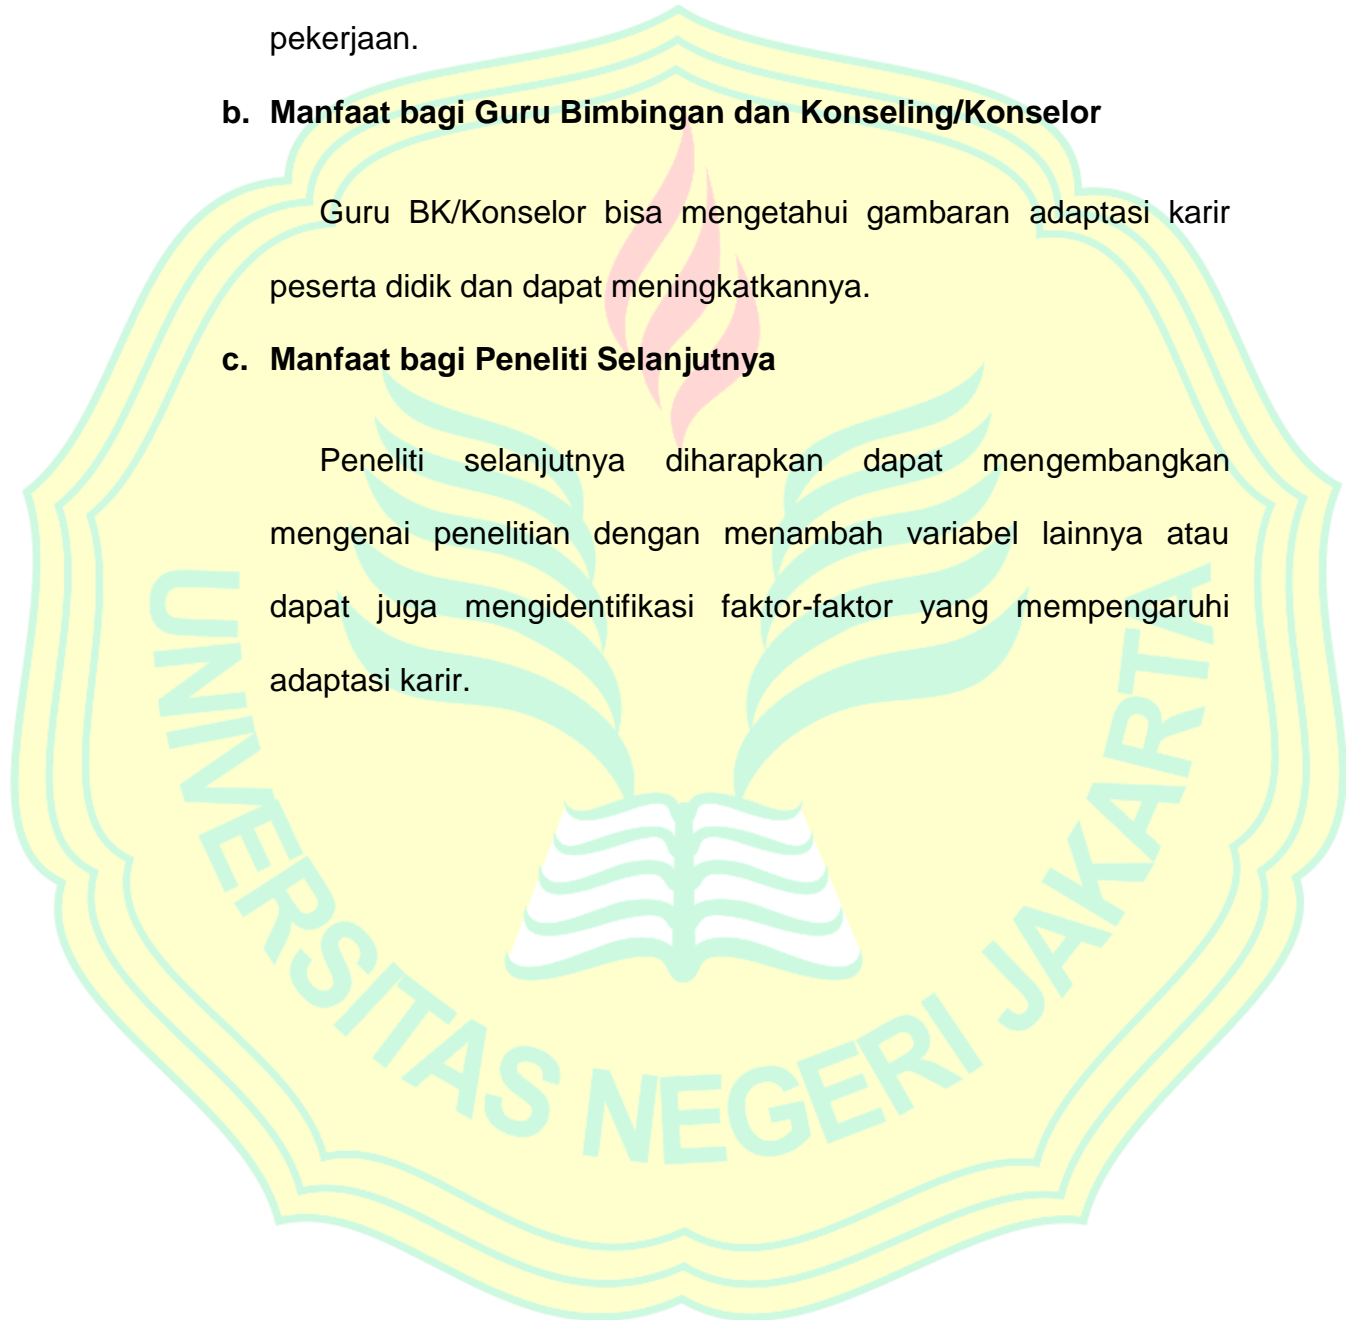 pekerjaan.
b. Manfaat bagi Guru Bimbingan dan Konseling/Konselor
Guru BK/Konselor bisa mengetahui gambaran adaptasi karir
peserta didik dan dapat meningkatkannya.
c. Manfaat bagi Peneliti Selanjutnya
Peneliti selanjutnya diharapkan dapat mengembangkan
mengenai penelitian dengan menambah variabel lainnya atau
dapat juga mengidentifikasi faktor-faktor yang mempengaruhi
adaptasi karir.
UNIVERSITAS NEGERI JAKARTA